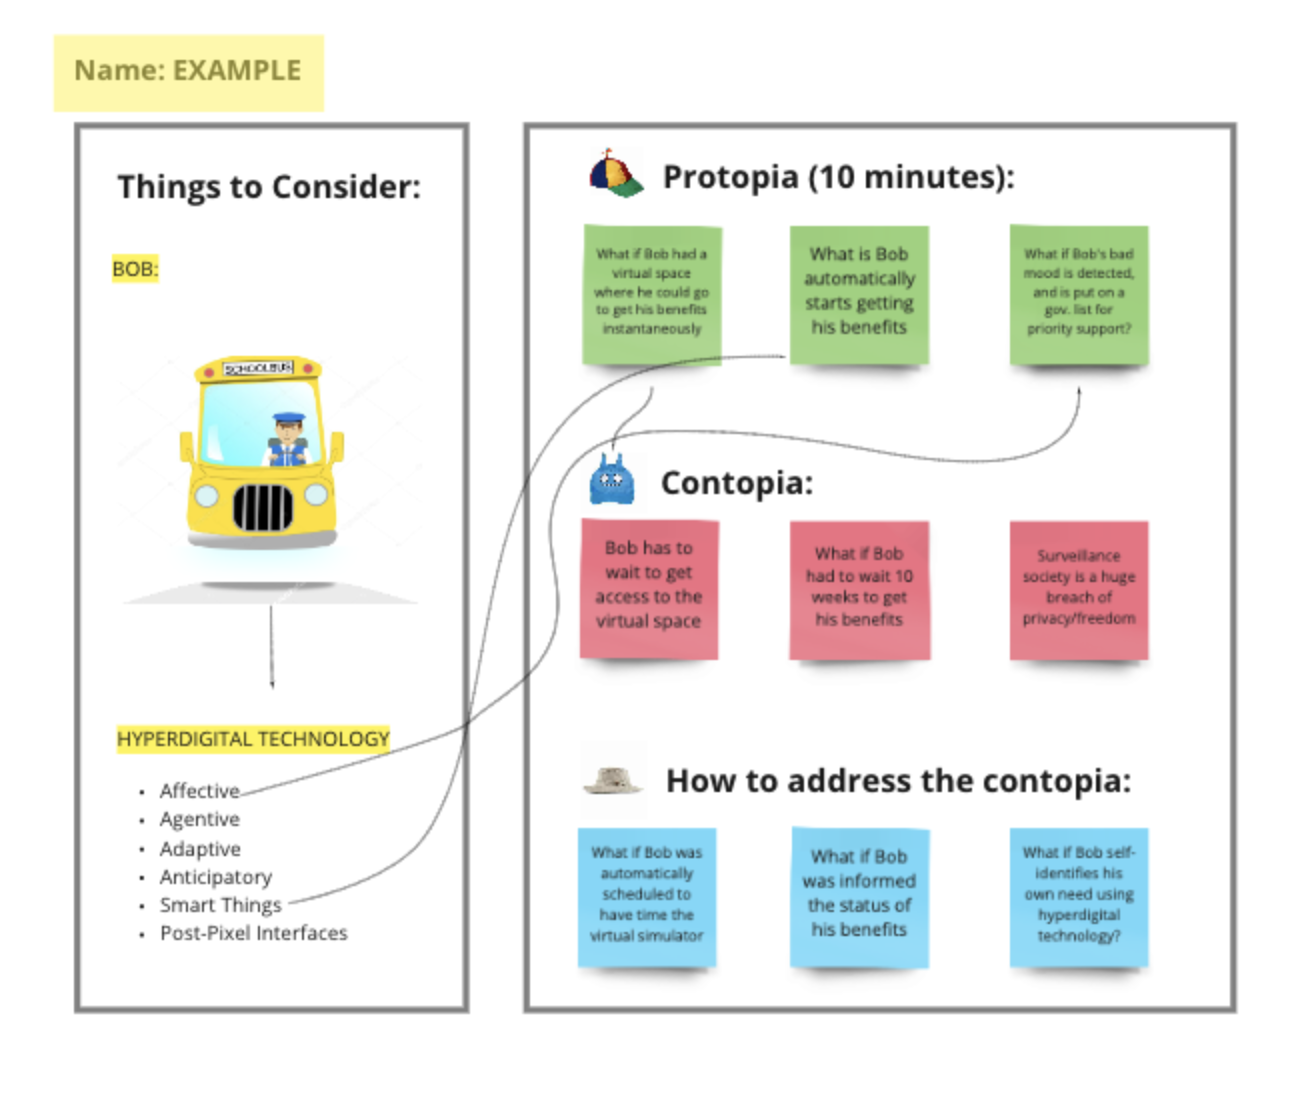 Name: EXAMPLE
Things to Consider:
BOB:
SCHOOLBUS
HYPERDIGITAL TECHNOLOGY
• Affective
• Agentive
• Adaptive
• Anticipatory
• Smart Things
• Post-Pixel Interfaces
Protopia (10 minutes):
What if Bob had a
virtual space
where he could go
to get his benefits
instantaneously
What is Bob
automatically
starts getting
his benefits
What if Bob's bad
mood is detected,
and is put on a
gov. list for
priority support?
Contopia:
Bob has to
wait to get
access to the
virtual space
What if Bob
had to wait 10
weeks to get
his benefits
Surveillance
society is a huge
breach of
privacy/freedom
How to address the contopia:
What if Bob was
automatically
scheduled to
have time the
virtual simulator
What if Bob
was informed
the status of
his benefits
What if Bob self-
identifies his
own need using
hyperdigital
technology?